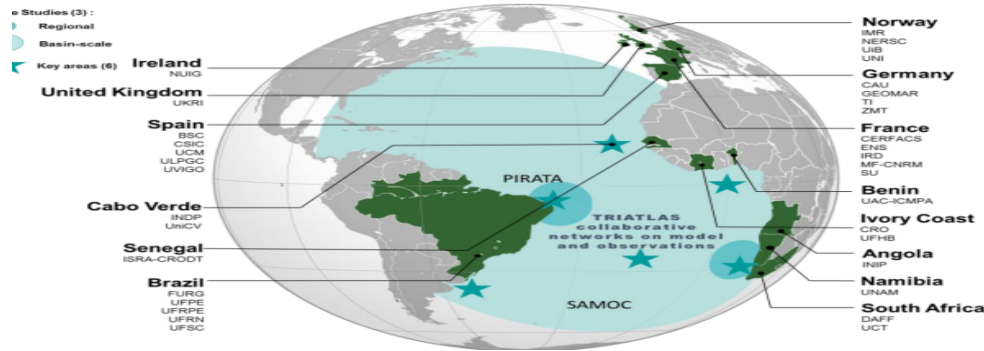 e Studies (3) :
Regional
Basin-scale
Key areas (6)
Ireland
NUIG
United Kingdom
UKRI
Spain
BSC
CSIC
UCM
ULPGC
UVIGO
Cabo Verde
INDP
UniCV
Senegal
ISRA-CRODT
Brazil
FURG
UFPE
UFRPE
UFRN
UFSC
PIRATA
TRIATLAS
collaborative
networks on model
and observations
SAMOC
Norway
IMR
NERSC
UiB
UNI
Germany
CAU
GEOMAR
TI
ZMT
France
CERFACS
ENS
IRD
MF-CNRM
SU
Benin
UAC-ICMPA
Ivory Coast
CRO
UFHB
Angola
INIP
Namibia
UNAM
South Africa
DAFF
UCT